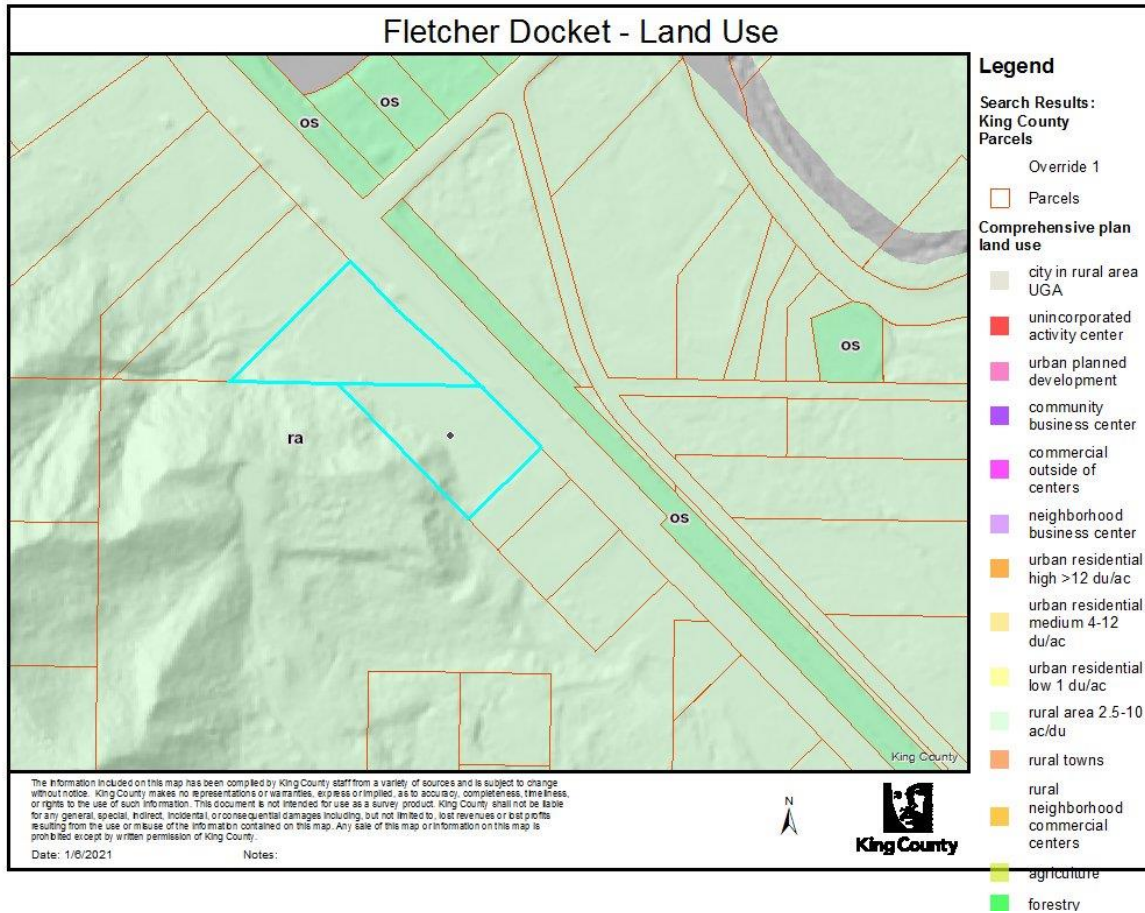 Fletcher Docket - Land Use
os
os
os
ra
os
King County
Legend
Search Results:
King County
Parcels
Override 1
Parcels
Comprehensive plan
land use
city in rural area
UGA
unincorporated
activity center
urban planned
development
community
business center
commercial
outside of
centers
neighborhood
business center
urban residential
high >12 du/ac
urban residential
medium 4-12
du/ac
urban residential
low 1 du/ac
rural area 2.5-10
ac/du
rural towns
rural
neighborhood
commercial
centers
agriculture
forestry
The information included on this map has been compiled by King County staff from a variety of sources and is subject to change
without notice. King County makes no representations or warranties, express or implied, as to accuracy, completeness, timeliness,
or rights to the use of such information. This document is not intended for use as a survey product. King County shall not be liable
for any general, special, indirect, incidental, or consequential damages including, but not limited to, lost revenues or lost profits
resulting from the use or misuse of the information contained on this map. Any sale of this map or information on this map is
prohibited except by written permission of King County.
Date: 1/6/2021 Notes:
N
King County